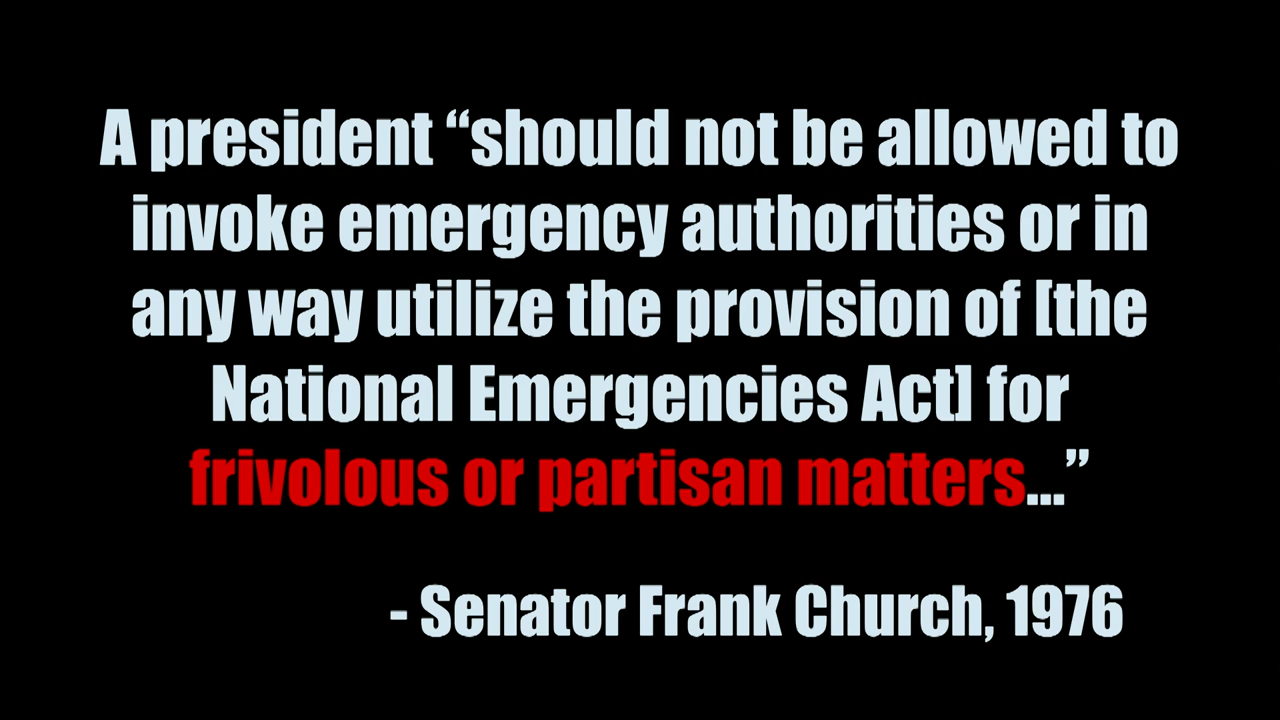 A president “should not be allowed to
invoke emergency authorities or in
any way utilize the provision of [the
National Emergencies Act] for
frivolous or partisan matters...”
- Senator Frank Church, 1976